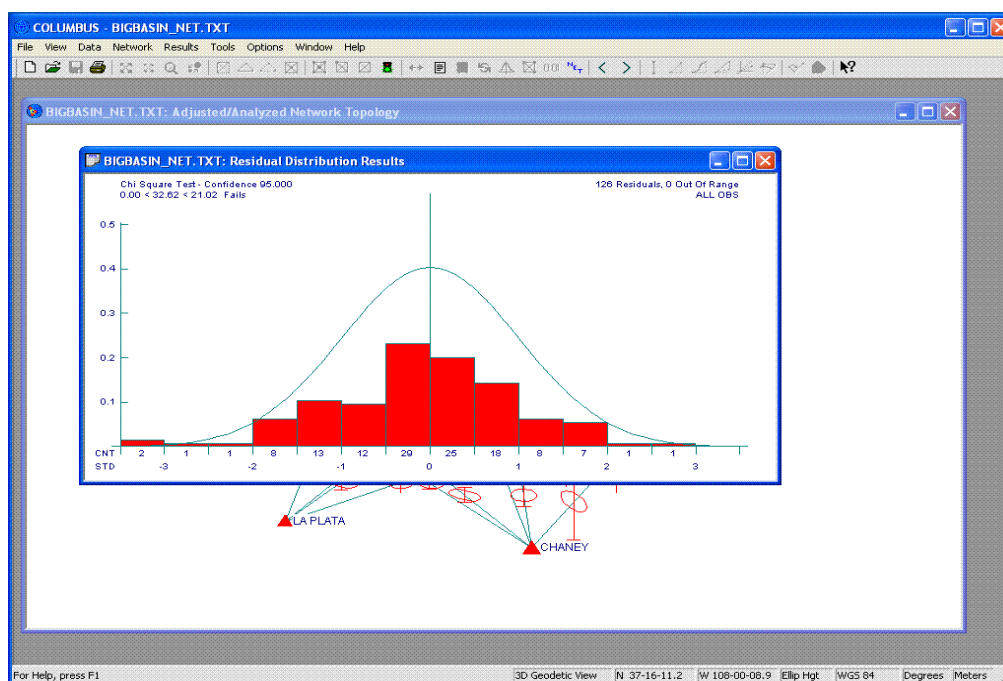 COLUMBUS - BIGBASIN_NET.TXT
File View Data Network Results Tools Options Window Help
BIGBASIN_NET.TXT: Adjusted/Analyzed Network Topology
BIGBASIN_NET.TXT: Residual Distribution Results
Chi Square Test - Confidence 95.000
126 Residuals, 0 Out Of Range
0.00 < 32.62 < 21.02 Fails
ALL OBS
0.5
0.4
0.3
0.2
0.1
CNT 2 1 1 8 13 12 29 25 18 8 7 1 1
STD -3 -2 -1 0 1 2 3
LA PLATA
CHANEY
For Help, press F1
3D Geodetic View N 37-16-11.2 W 108-00-08.9 Ellip Hgt WGS 84 Degrees Meters